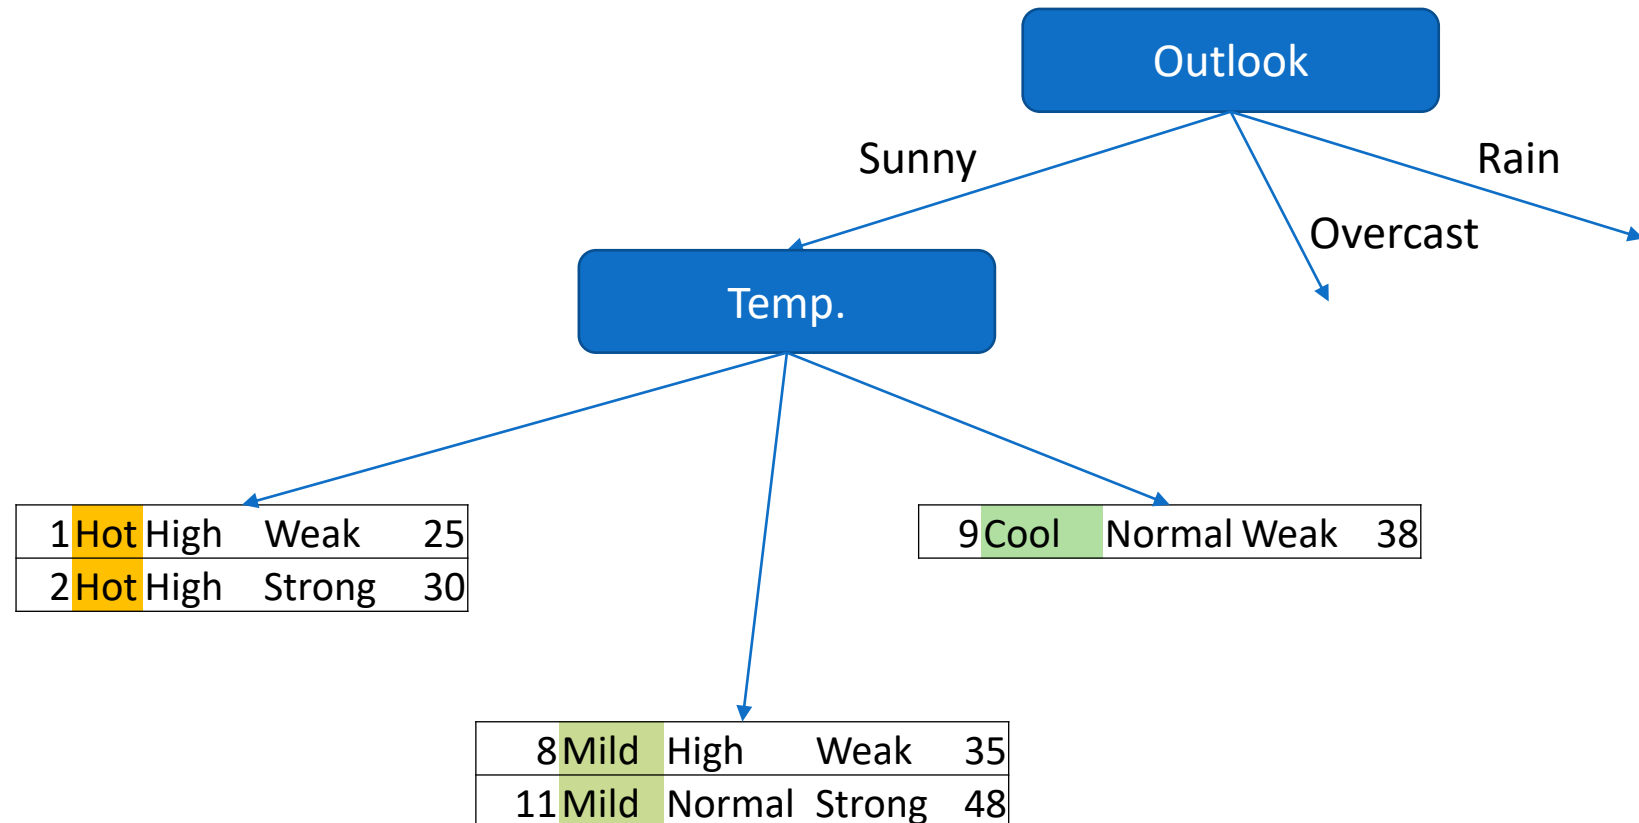 Outlook
Sunny
Rain
Overcast
Temp.
1 Hot High Weak 25
2 Hot High Strong 30
9 Cool Normal Weak 38
8 Mild High Weak 35
11 Mild Normal Strong 48